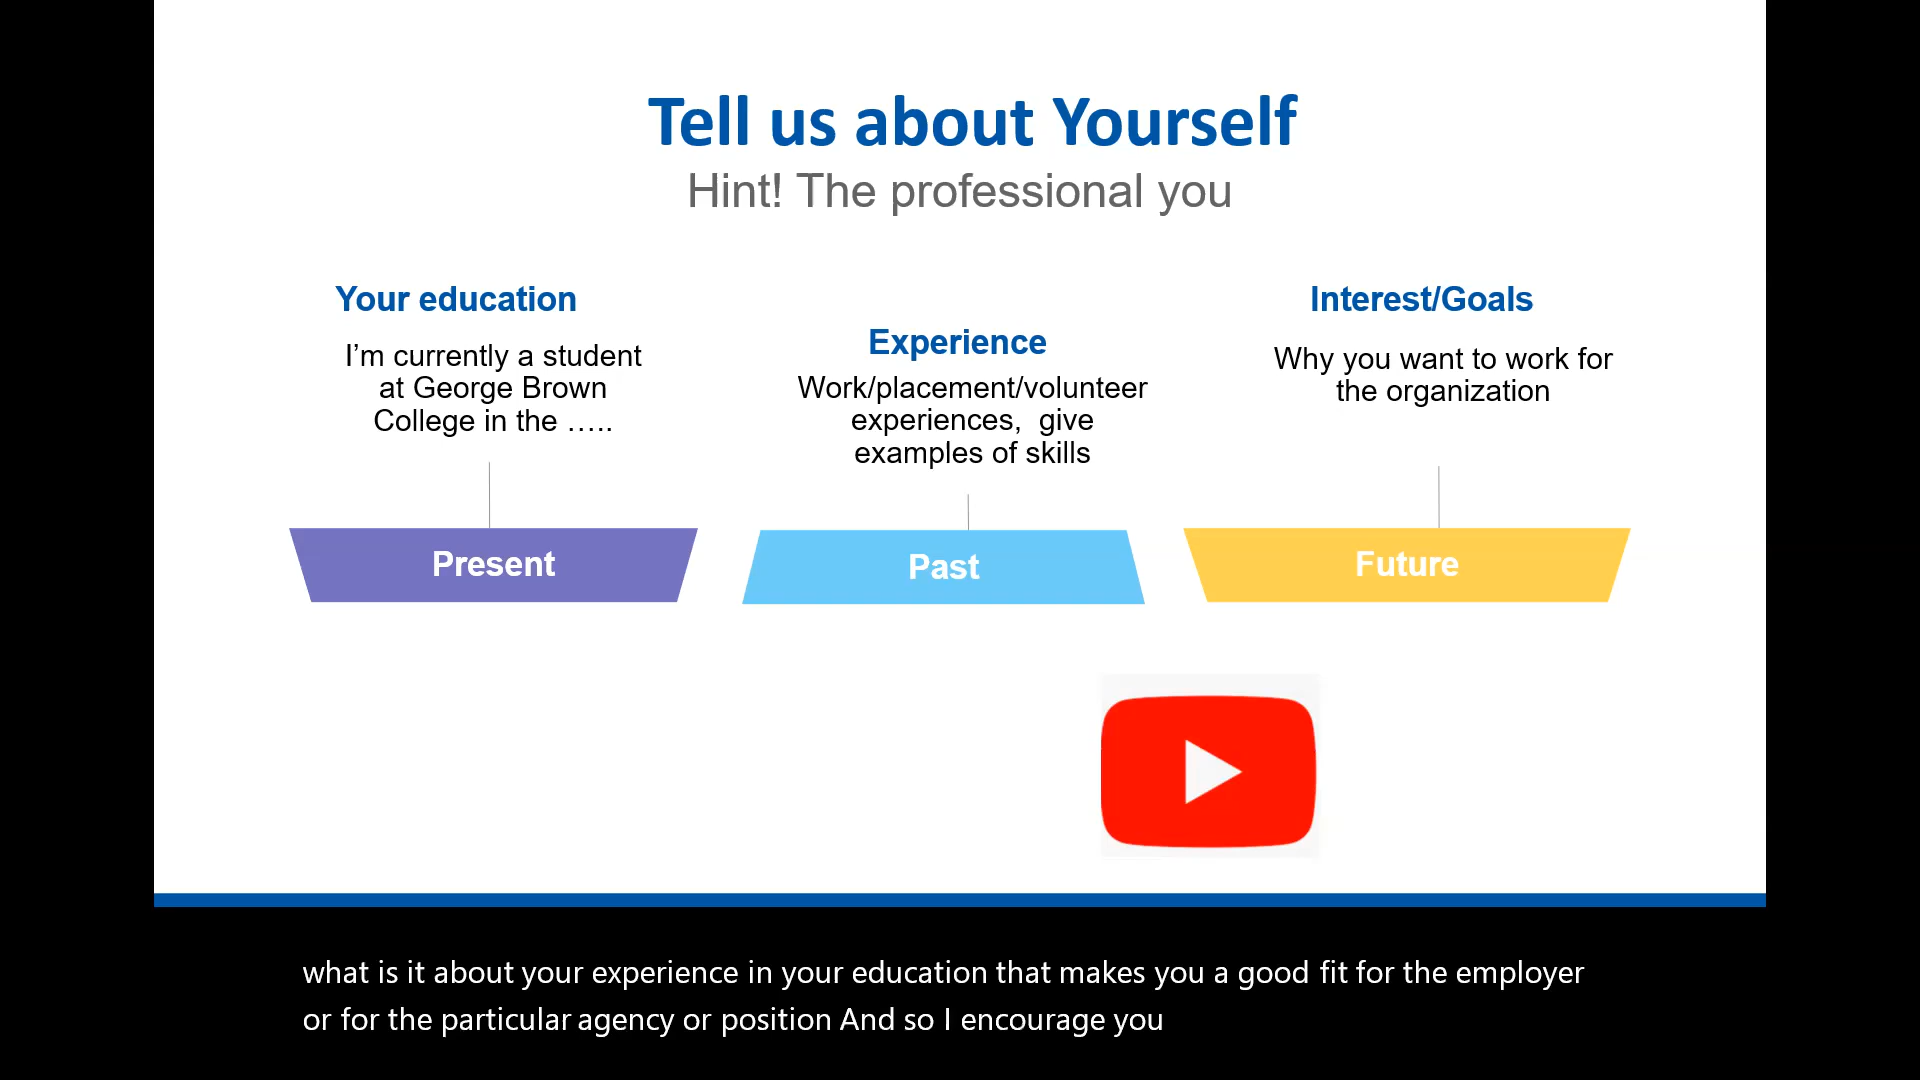 Tell us about Yourself
Hint! The professional you
Your education
I’m currently a student
at George Brown
College in the …..
Present
Experience
Work/placement/volunteer
experiences,  give
examples of skills
Past
Interest/Goals
Why you want to work for
the organization
Future
what is it about your experience in your education that makes you a good fit for the employer
or for the particular agency or position And so I encourage you